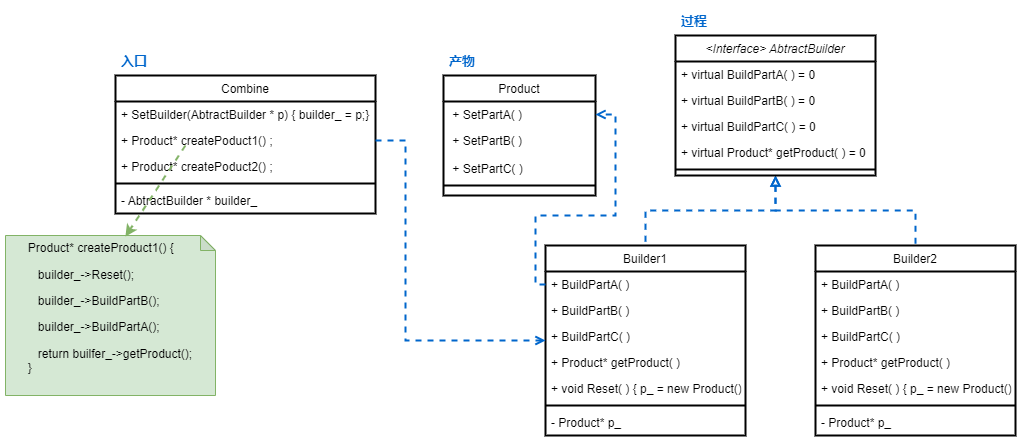 入口
Combine
+ SetBuilder(AbtractBuilder * p) { builder_ = p;}
+ Product* createPoduct1() ;
+ Product* createPoduct2() ;
- AbtractBuilder * builder_
产物
Product
+ SetPartA( )
+ SetPartB( )
+ SetPartC( )
过程
<Interface> AbtractBuilder
+ virtual BuildPartA( ) = 0
+ virtual BuildPartB( ) = 0
+ virtual BuildPartC( ) = 0
+ virtual Product* getProduct( ) = 0
Product* createProduct1() {
builder_->Reset();
builder_->BuildPartB();
builder_->BuildPartA();
return builfer_->getProduct();
}
Builder1
+ BuildPartA( )
+ BuildPartB( )
+ BuildPartC( )
+ Product* getProduct( )
+ void Reset( ) { p_ = new Product()
- Product* p_
Builder2
+ BuildPartA( )
+ BuildPartB( )
+ BuildPartC( )
+ Product* getProduct( )
+ void Reset( ) { p_ = new Product()
- Product* p_